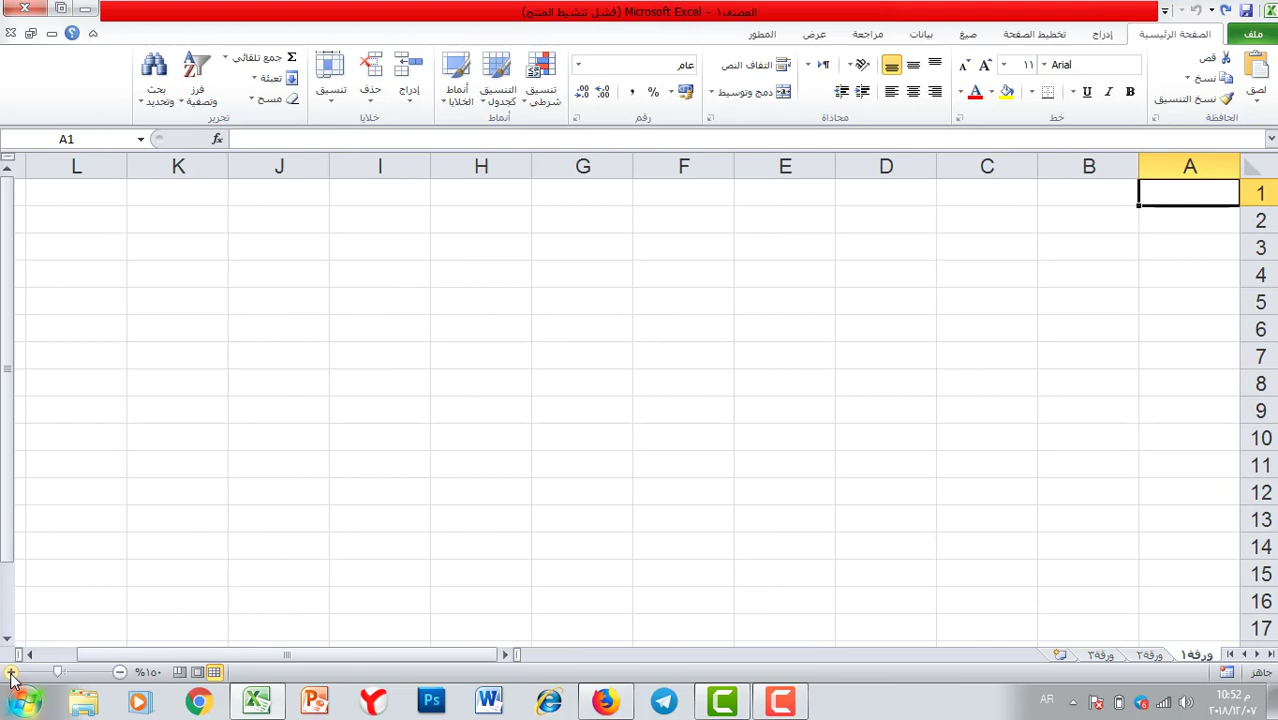 المصنف١ - Microsoft Excel (فشل تنشيط المنتج)
ملف
الصفحة الرئيسية
إدراج
تخطيط الصفحة
صيغ
بيانات
مراجعة
عرض
المطور
لصق
قص
نسخ
نسخ التنسيق
الحافظة
Arial
١١
خط
التفاف النص
دمج وتوسيط
محاذاة
عام
رقم
تنسيق شرطي
التنسيق كجدول
أنماط الخلايا
أنماط
إدراج
حذف
تنسيق
خلايا
جمع تلقائي
تعبئة
مسح
فرز وتصفية
بحث وتحديد
تحرير
A1
fx
A B C D E F G H I J K L
1
2
3
4
5
6
7
8
9
10
11
12
13
14
15
16
17
ورقة١
ورقة٢
ورقة٣
جاهز
%١٥٠
AR
10:52 م
٢٠١٨/١٢/٠٧